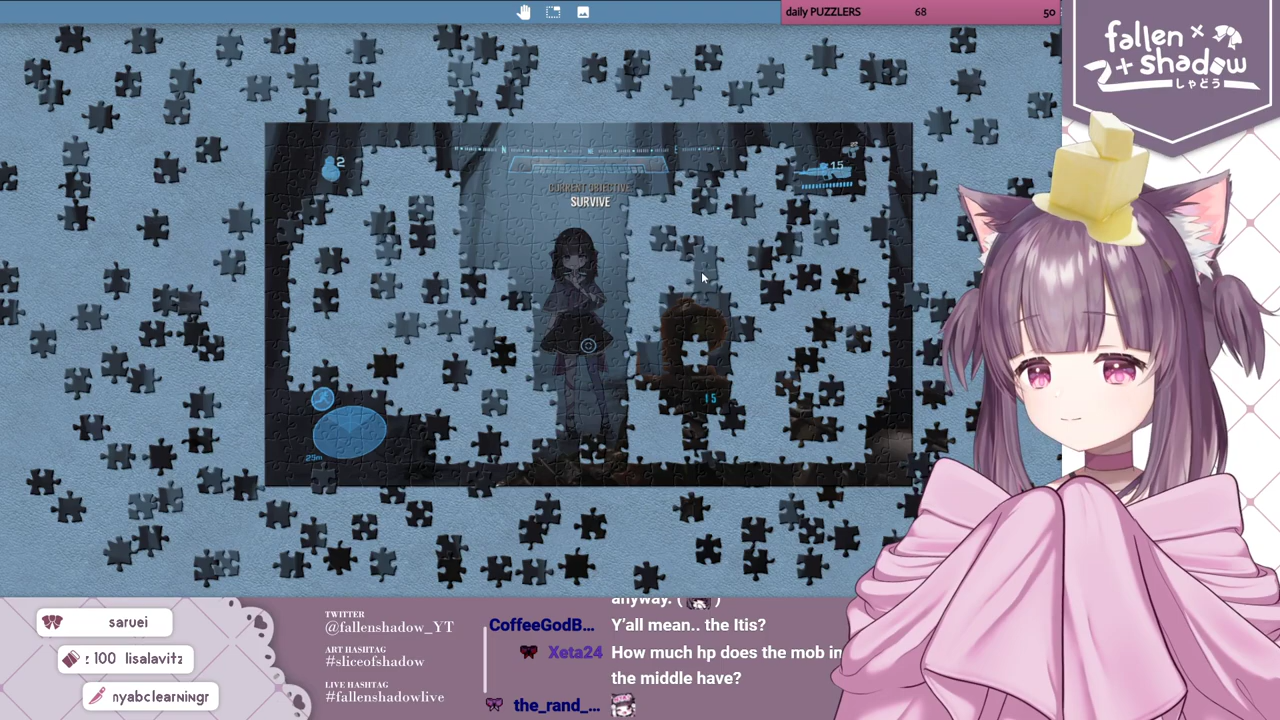 daily PUZZLERS 68 50
fallen
shadow
しゃどう
2
15
CURRENT OBJECTIVE
SURVIVE
15
25m
saruei
: 100 lisalavitz
nyabclearningr
TWITTER
@fallenshadow_YT
ART HASHTAG
#sliceofshadow
LIVE HASHTAG
#fallenshadowlive
anyway. ( )
CoffeeGodB... Y'all mean.. the Itis?
Xeta24 How much hp does the mob in
the middle have?
the_rand_...